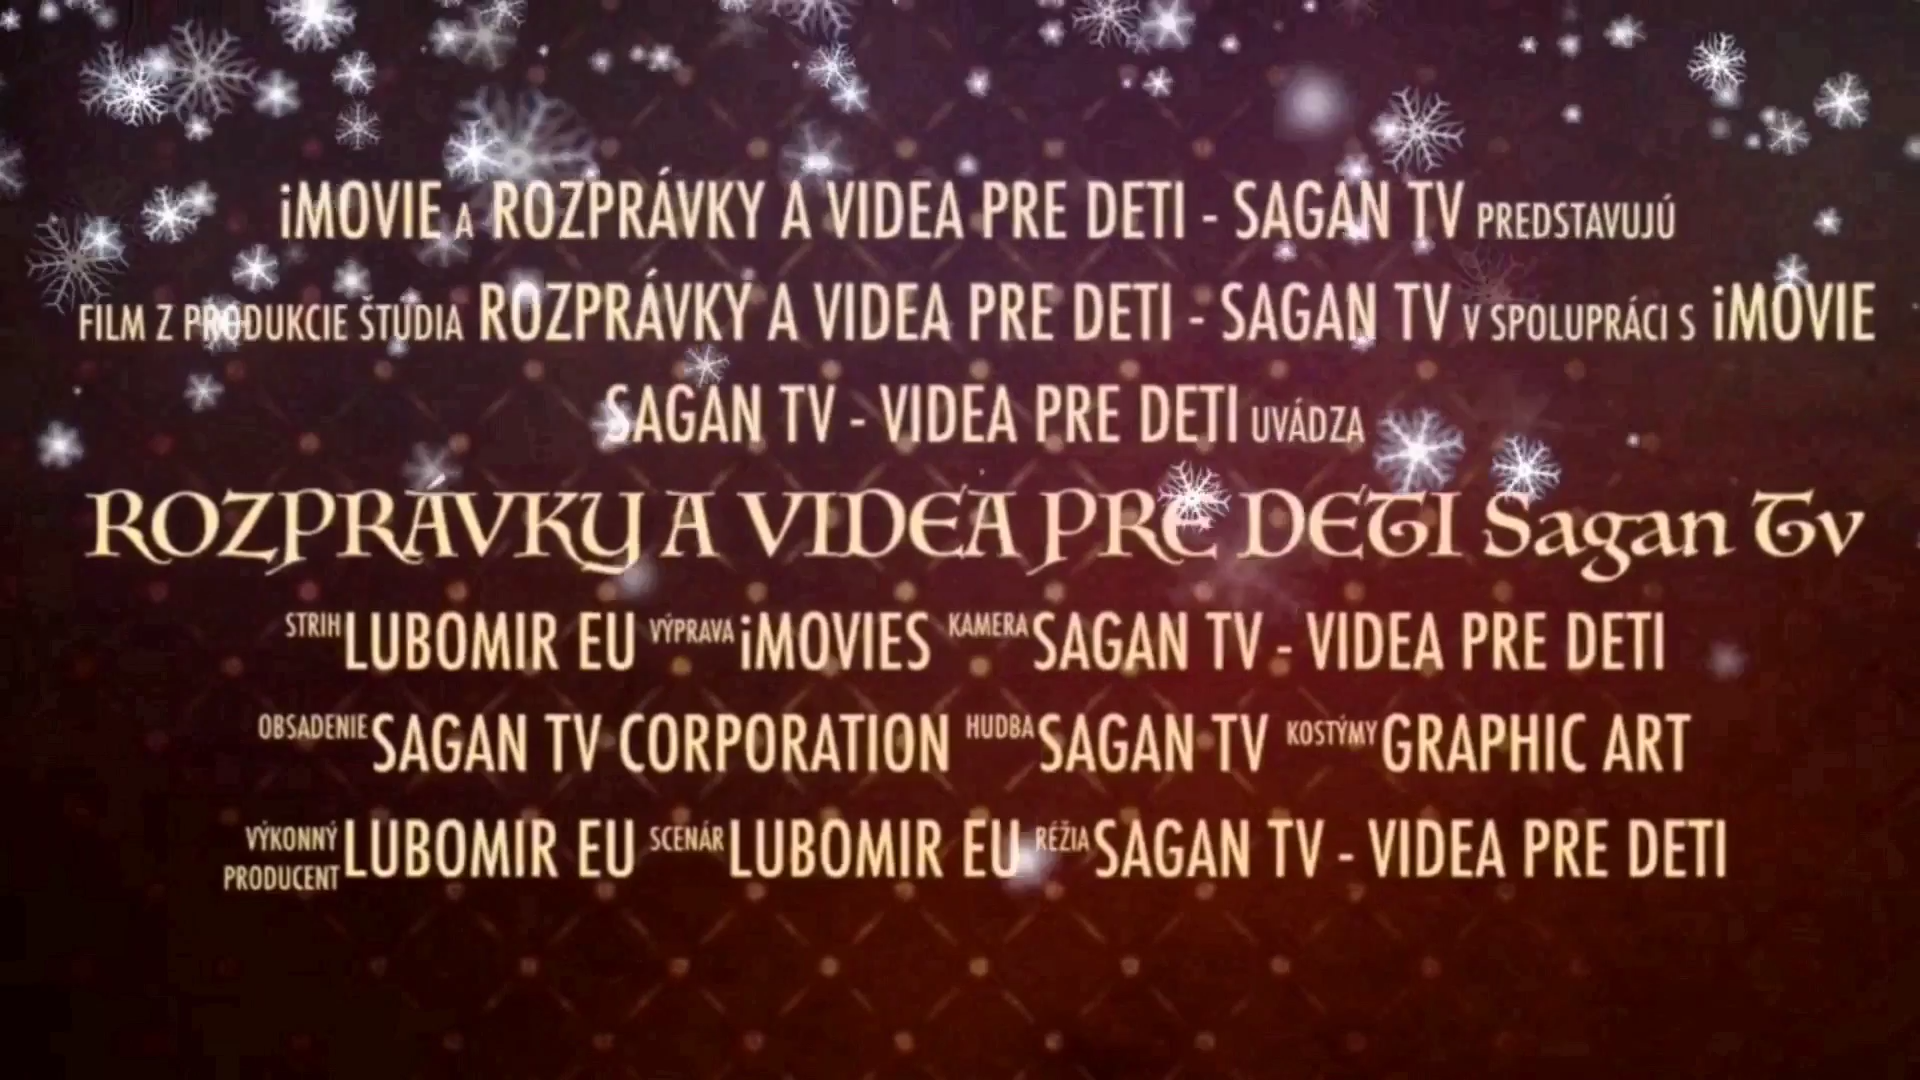 iMOVIE A ROZPRÁVKY A VIDEA PRE DETI - SAGAN TV PREDSTAVUJÚ
FILM Z PRODUKCIE ŠTÚDIA ROZPRÁVKY A VIDEA PRE DETI - SAGAN TV V SPOLUPRÁCI S iMOVIE
SAGAN TV - VIDEA PRE DETI UVÁDZA
ROZPRÁVKY A VIDEA PRE DETI Sagan Tv
STRIH LUBOMIR EU VÝPRAVA iMOVIES KAMERA SAGAN TV - VIDEA PRE DETI
OBSADENIE SAGAN TV CORPORATION HUDBA SAGAN TV KOSTÝMY GRAPHIC ART
VÝKONNÝ PRODUCENT LUBOMIR EU SCENÁR LUBOMIR EU RÉŽIA SAGAN TV - VIDEA PRE DETI